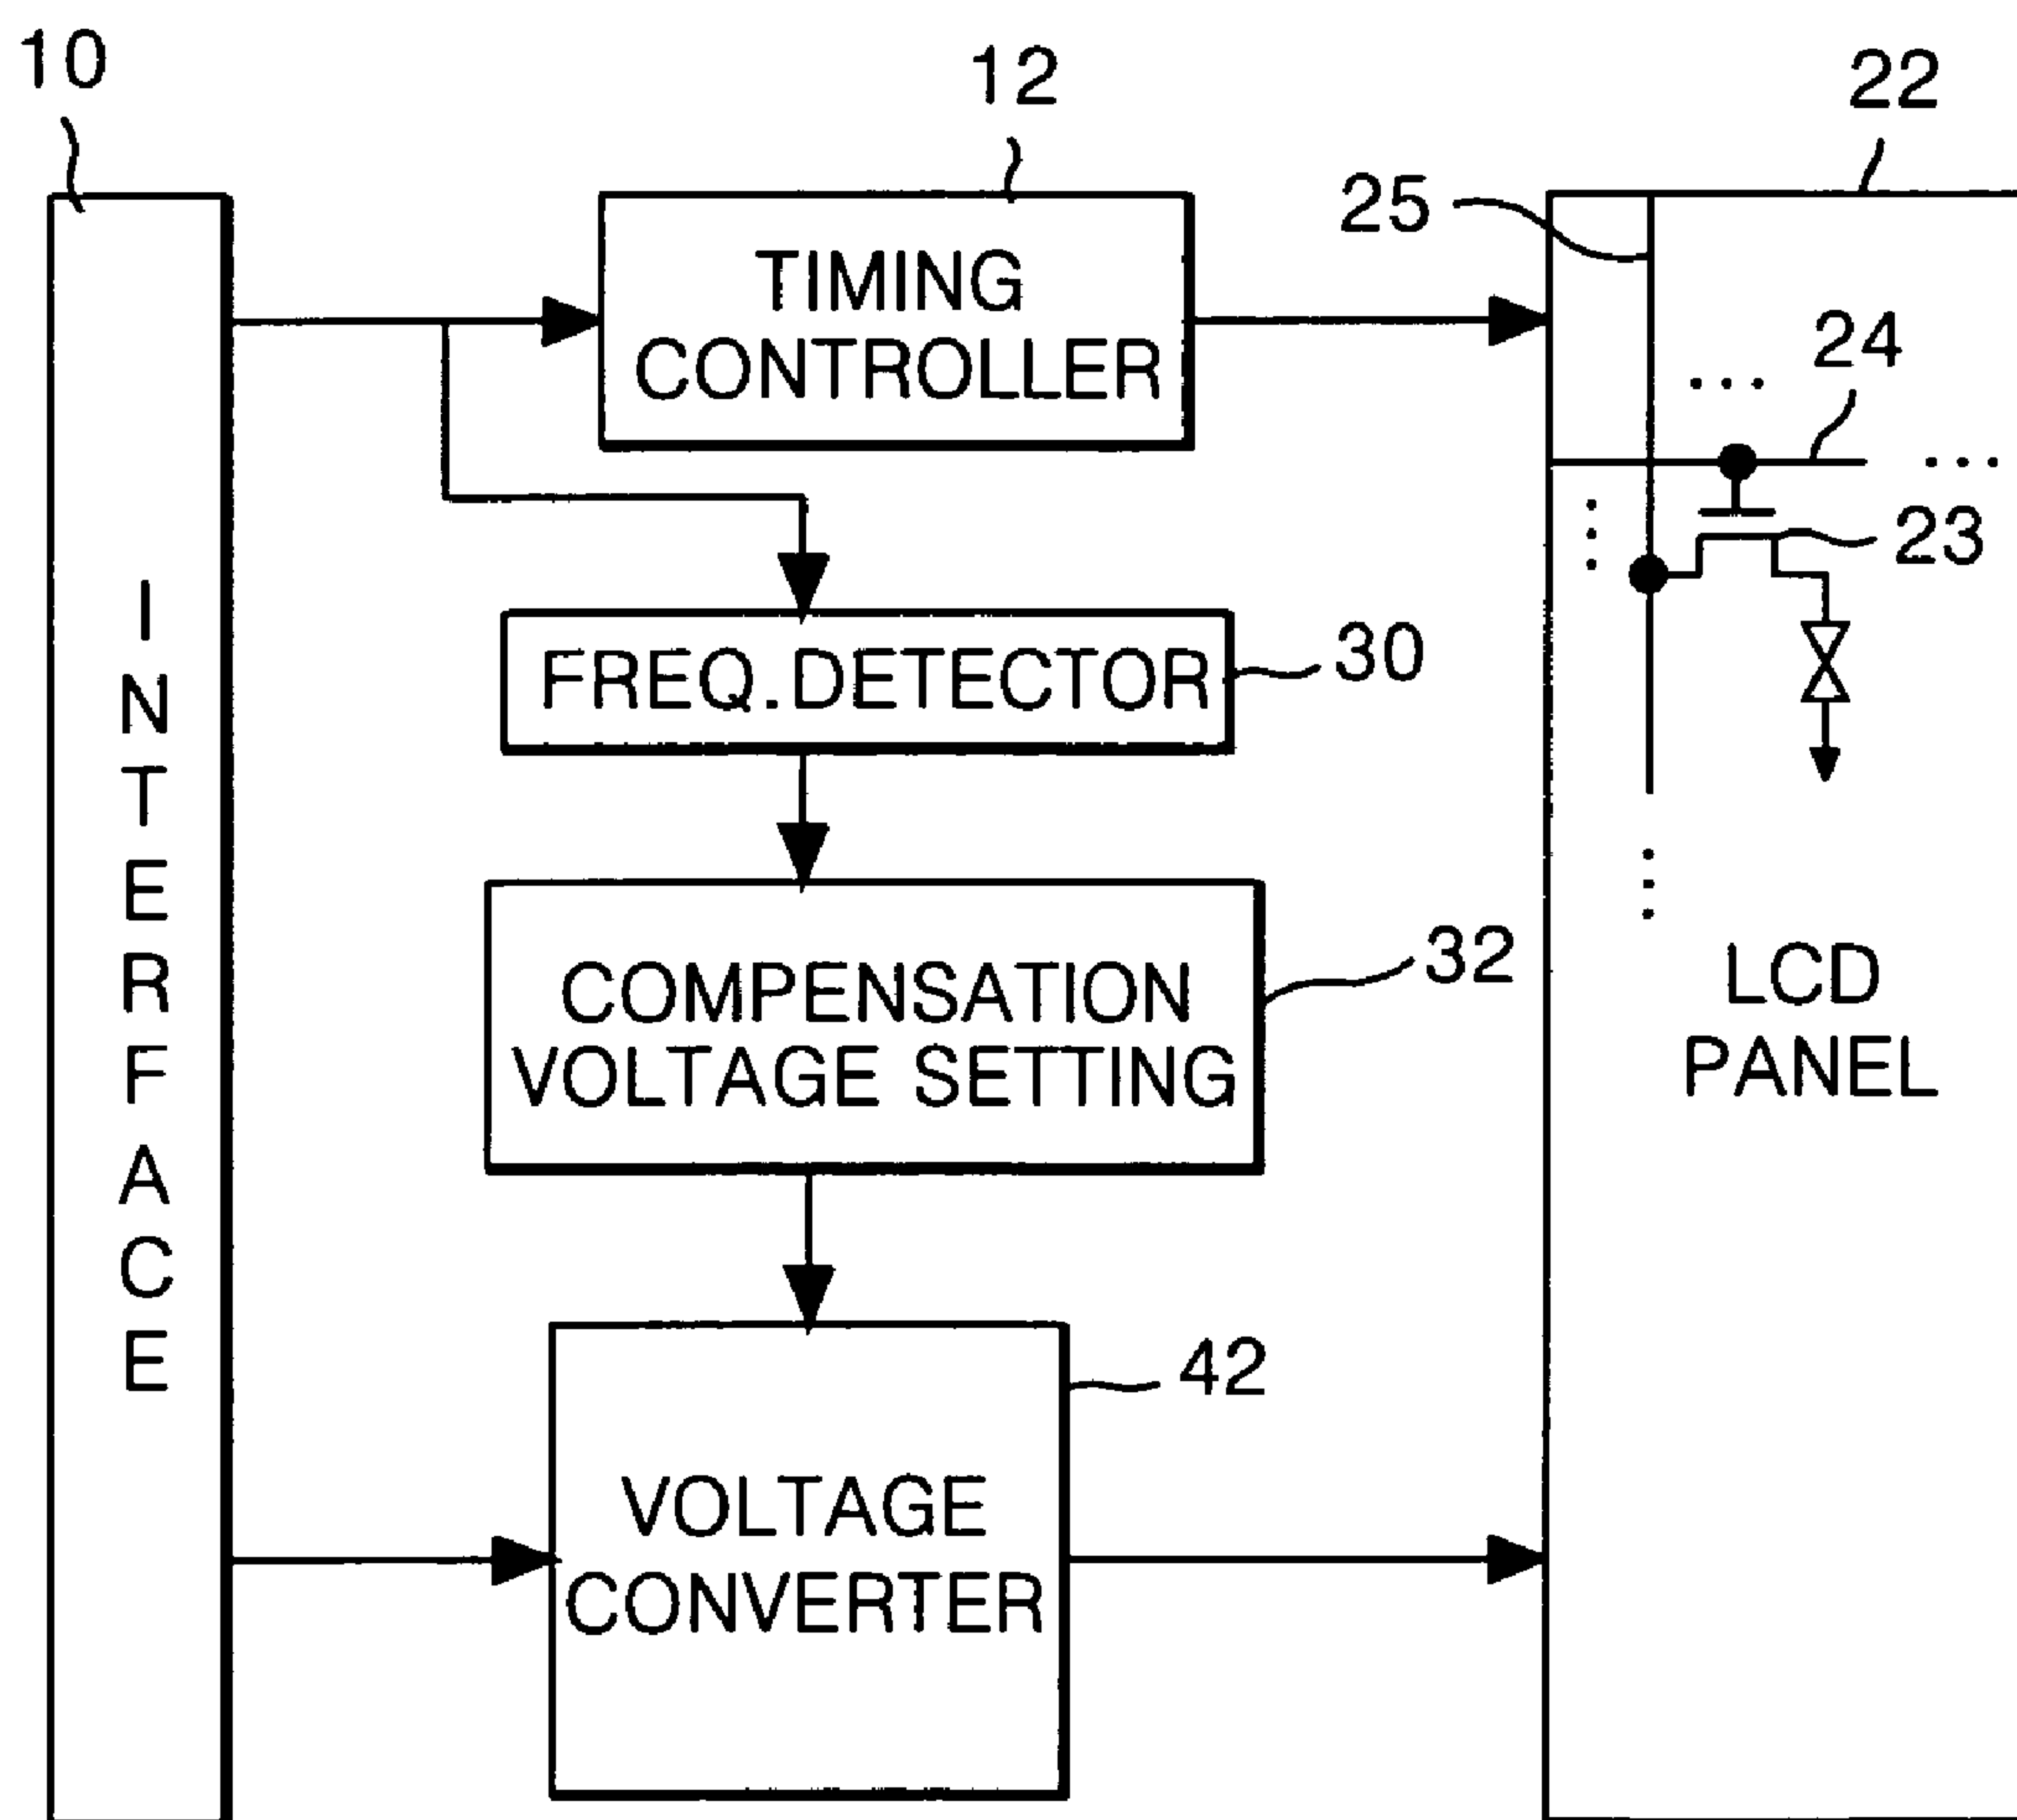 10
12
22
25
TIMING
CONTROLLER
24
23
INTERFACE
FREQ.DETECTOR
30
COMPENSATION
VOLTAGE SETTING
32
LCD
PANEL
42
VOLTAGE
CONVERTER